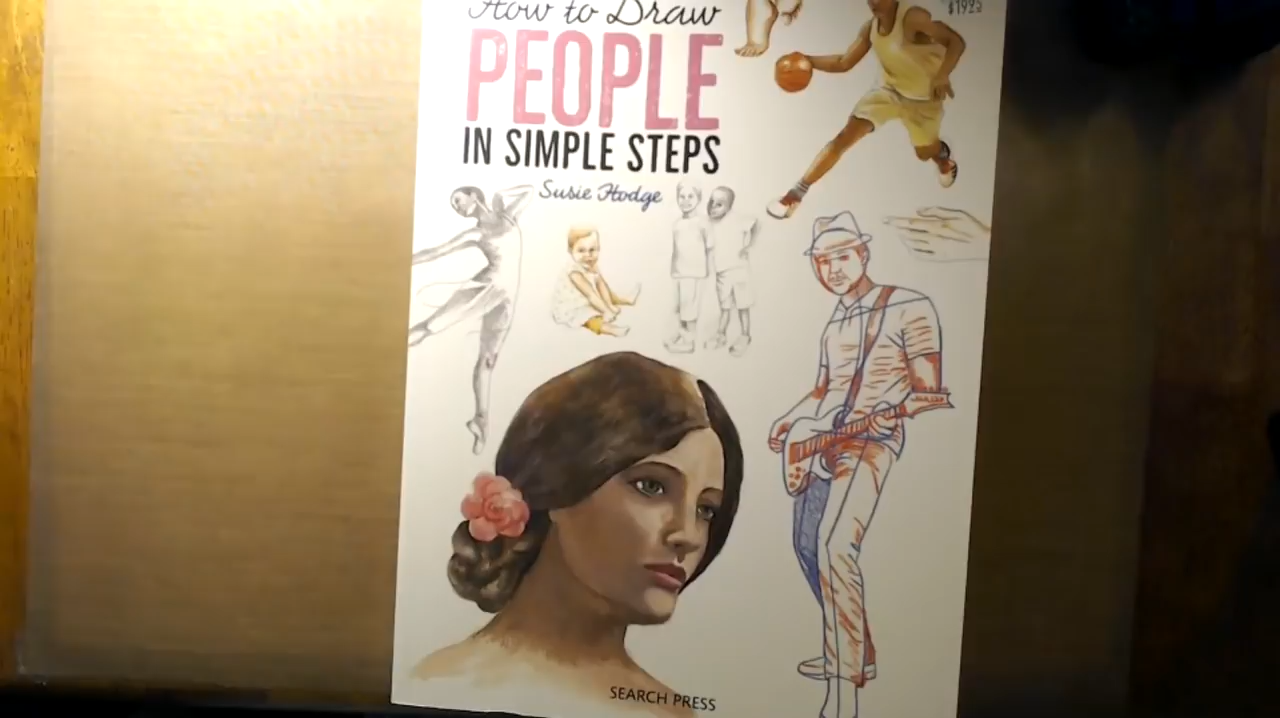 How to Draw
PEOPLE
IN SIMPLE STEPS
Susie Hodge
SEARCH PRESS